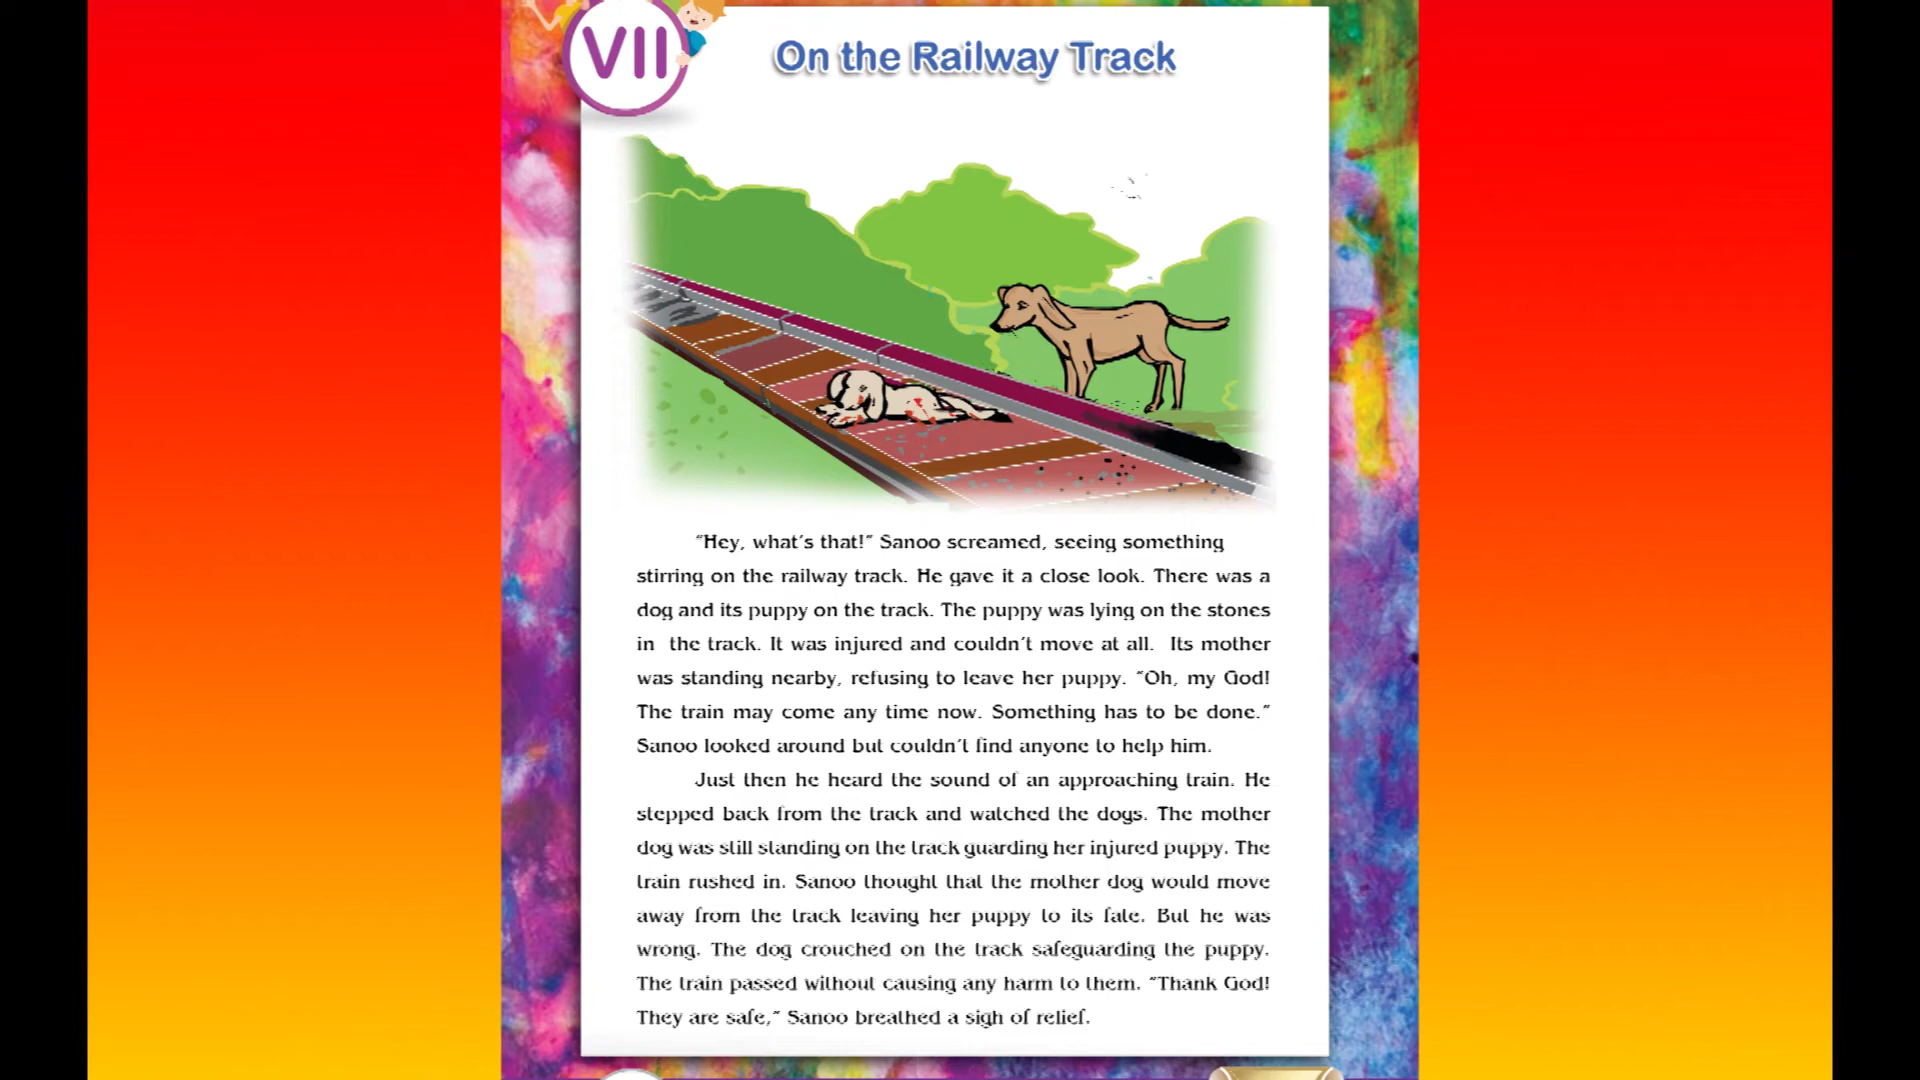 VII
On the Railway Track
“Hey, what’s that!” Sanoo screamed, seeing something
stirring on the railway track. He gave it a close look. There was a
dog and its puppy on the track. The puppy was lying on the stones
in the track. It was injured and couldn’t move at all. Its mother
was standing nearby, refusing to leave her puppy. “Oh, my God!
The train may come any time now. Something has to be done.”
Sanoo looked around but couldn’t find anyone to help him.
Just then he heard the sound of an approaching train. He
stepped back from the track and watched the dogs. The mother
dog was still standing on the track guarding her injured puppy. The
train rushed in. Sanoo thought that the mother dog would move
away from the track leaving her puppy to its fate. But he was
wrong. The dog crouched on the track safeguarding the puppy.
The train passed without causing any harm to them. “Thank God!
They are safe,” Sanoo breathed a sigh of relief.